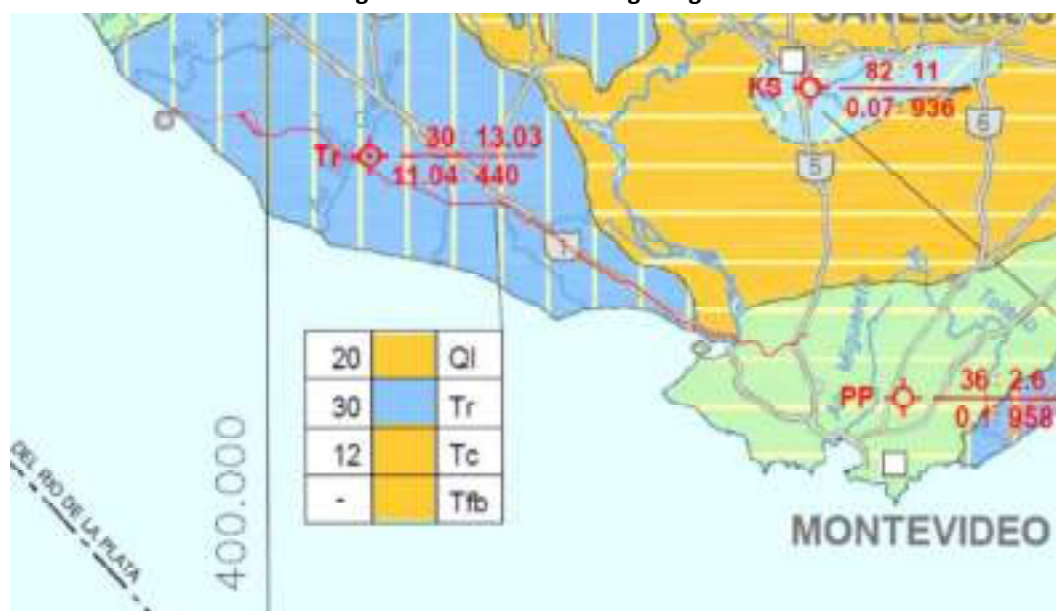 CANELONES
KS 82 : 11
0.07 : 936
6
5
Tr 30 : 13.03
11.04 : 440
1
20 Ql
30 Tr
12 Tc
- Tfb
PP 36 : 2.6
0.1 : 958
400.000
DEL RIO DE LA PLATA
MONTEVIDEO